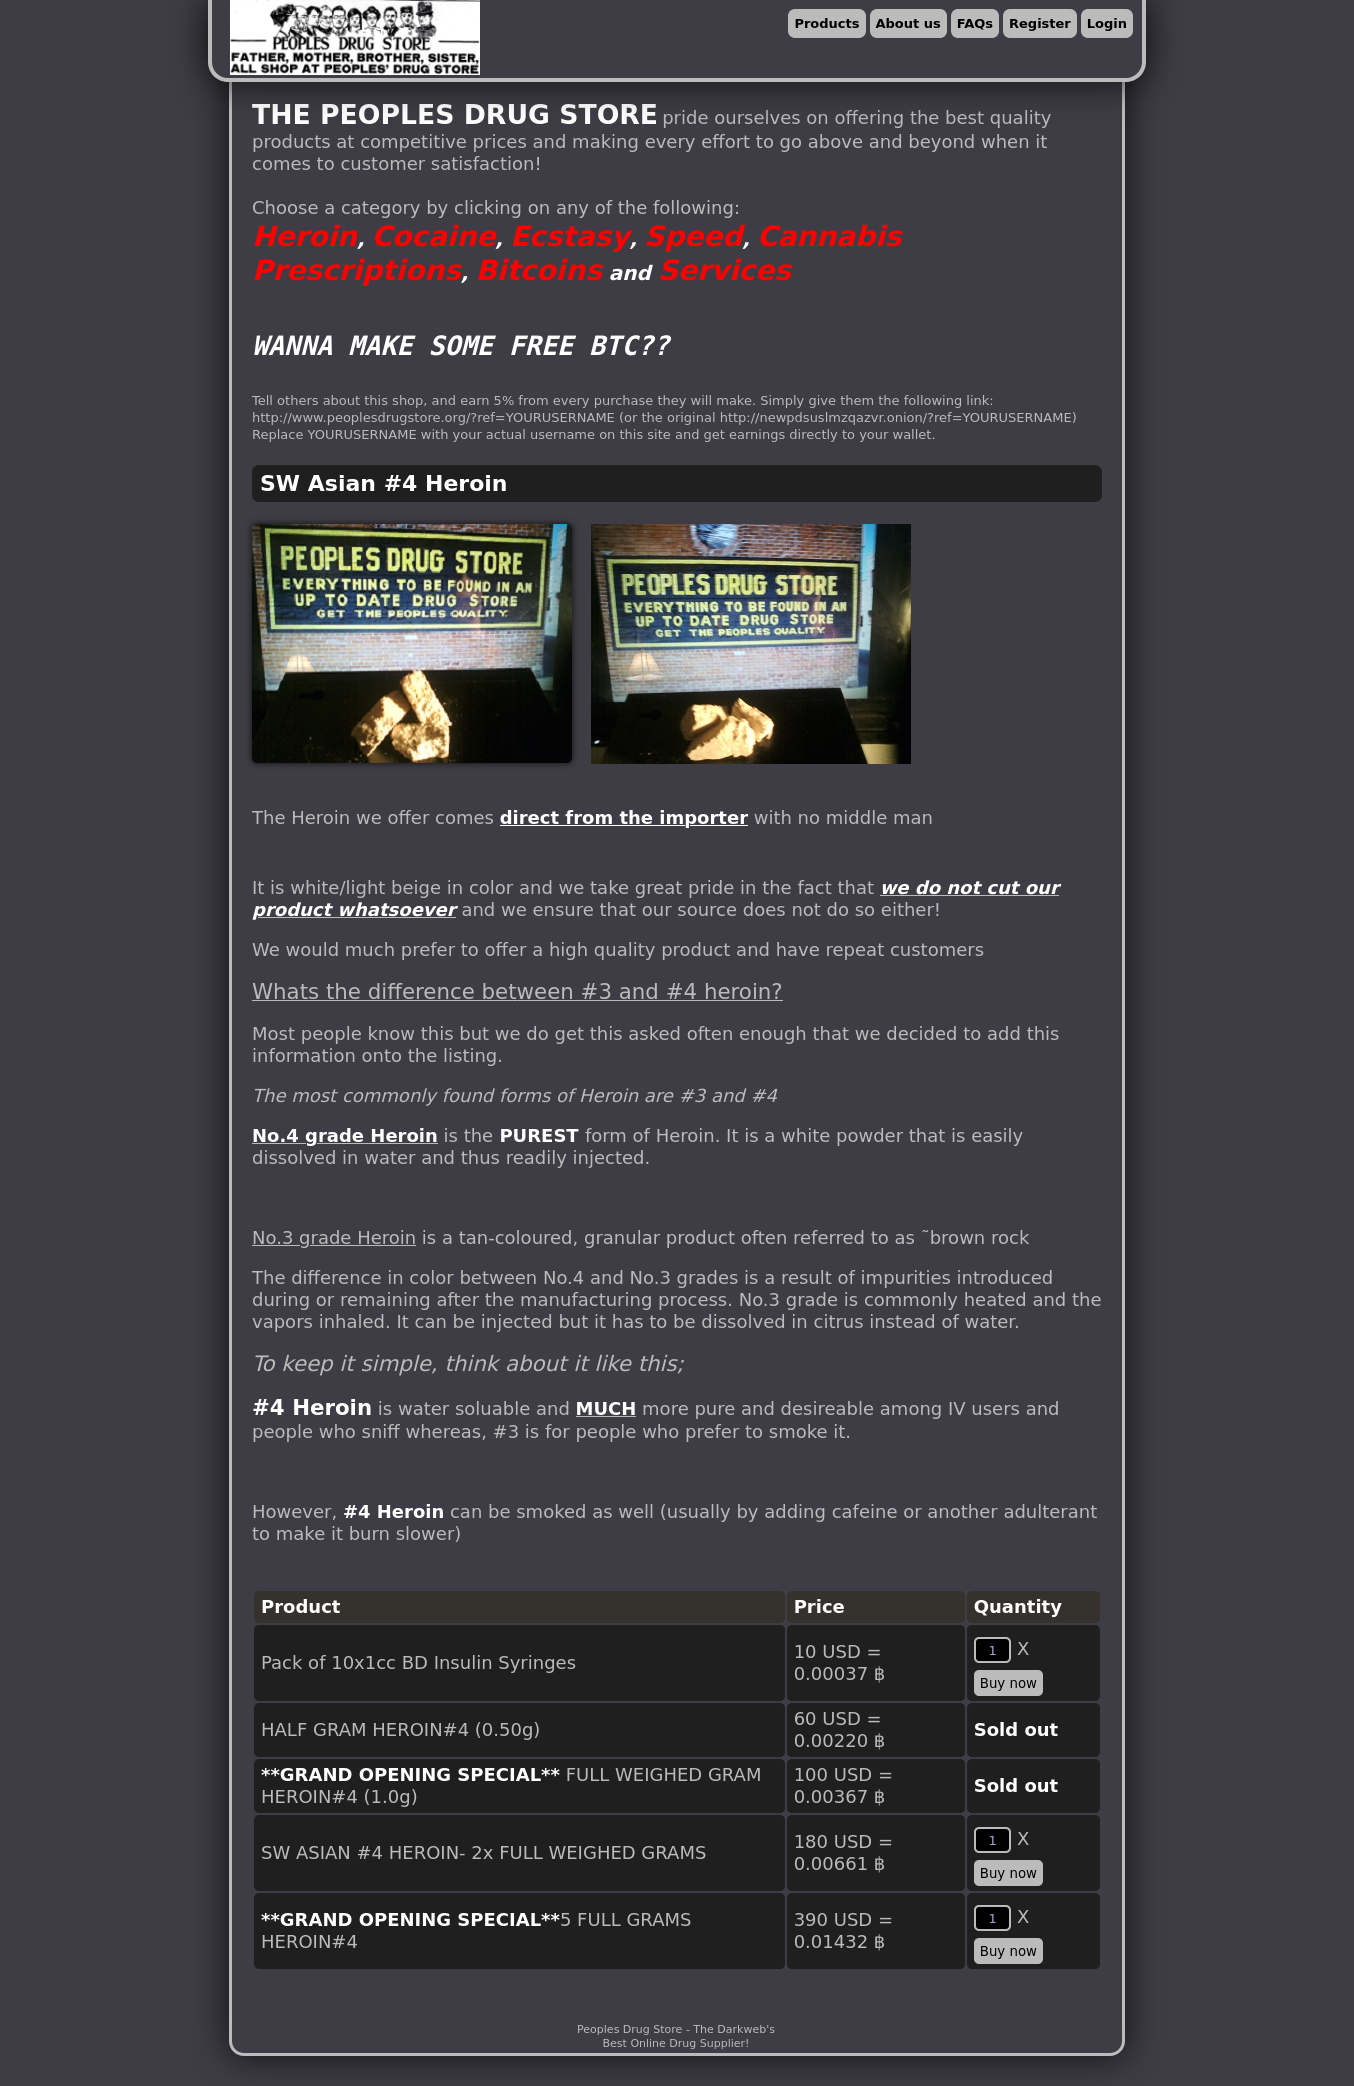 PEOPLES DRUG STORE
FATHER, MOTHER, BROTHER, SISTER,
ALL SHOP AT PEOPLES' DRUG STORE
Products
About us
FAQs
Register
Login
THE PEOPLES DRUG STORE pride ourselves on offering the best quality
products at competitive prices and making every effort to go above and beyond when it
comes to customer satisfaction!
Choose a category by clicking on any of the following:
Heroin, Cocaine, Ecstasy, Speed, Cannabis
Prescriptions, Bitcoins and Services
WANNA MAKE SOME FREE BTC??
Tell others about this shop, and earn 5% from every purchase they will make. Simply give them the following link:
http://www.peoplesdrugstore.org/?ref=YOURUSERNAME (or the original http://newpdsuslmzqazvr.onion/?ref=YOURUSERNAME)
Replace YOURUSERNAME with your actual username on this site and get earnings directly to your wallet.
SW Asian #4 Heroin
PEOPLES DRUG STORE
EVERYTHING TO BE FOUND IN AN
UP TO DATE DRUG STORE
GET THE PEOPLES QUALITY.
PEOPLES DRUG STORE
EVERYTHING TO BE FOUND IN AN
UP TO DATE DRUG STORE
GET THE PEOPLES QUALITY
The Heroin we offer comes direct from the importer with no middle man
It is white/light beige in color and we take great pride in the fact that we do not cut our
product whatsoever and we ensure that our source does not do so either!
We would much prefer to offer a high quality product and have repeat customers
Whats the difference between #3 and #4 heroin?
Most people know this but we do get this asked often enough that we decided to add this
information onto the listing.
The most commonly found forms of Heroin are #3 and #4
No.4 grade Heroin is the PUREST form of Heroin. It is a white powder that is easily
dissolved in water and thus readily injected.
No.3 grade Heroin is a tan-coloured, granular product often referred to as ˜brown rock
The difference in color between No.4 and No.3 grades is a result of impurities introduced
during or remaining after the manufacturing process. No.3 grade is commonly heated and the
vapors inhaled. It can be injected but it has to be dissolved in citrus instead of water.
To keep it simple, think about it like this;
#4 Heroin is water soluable and MUCH more pure and desireable among IV users and
people who sniff whereas, #3 is for people who prefer to smoke it.
However, #4 Heroin can be smoked as well (usually by adding cafeine or another adulterant
to make it burn slower)
Product Price Quantity
Pack of 10x1cc BD Insulin Syringes
10 USD =
0.00037 ฿
1 X
Buy now
HALF GRAM HEROIN#4 (0.50g)
60 USD =
0.00220 ฿
Sold out
**GRAND OPENING SPECIAL** FULL WEIGHED GRAM
HEROIN#4 (1.0g)
100 USD =
0.00367 ฿
Sold out
SW ASIAN #4 HEROIN- 2x FULL WEIGHED GRAMS
180 USD =
0.00661 ฿
1 X
Buy now
**GRAND OPENING SPECIAL**5 FULL GRAMS
HEROIN#4
390 USD =
0.01432 ฿
1 X
Buy now
Peoples Drug Store - The Darkweb's
Best Online Drug Supplier!